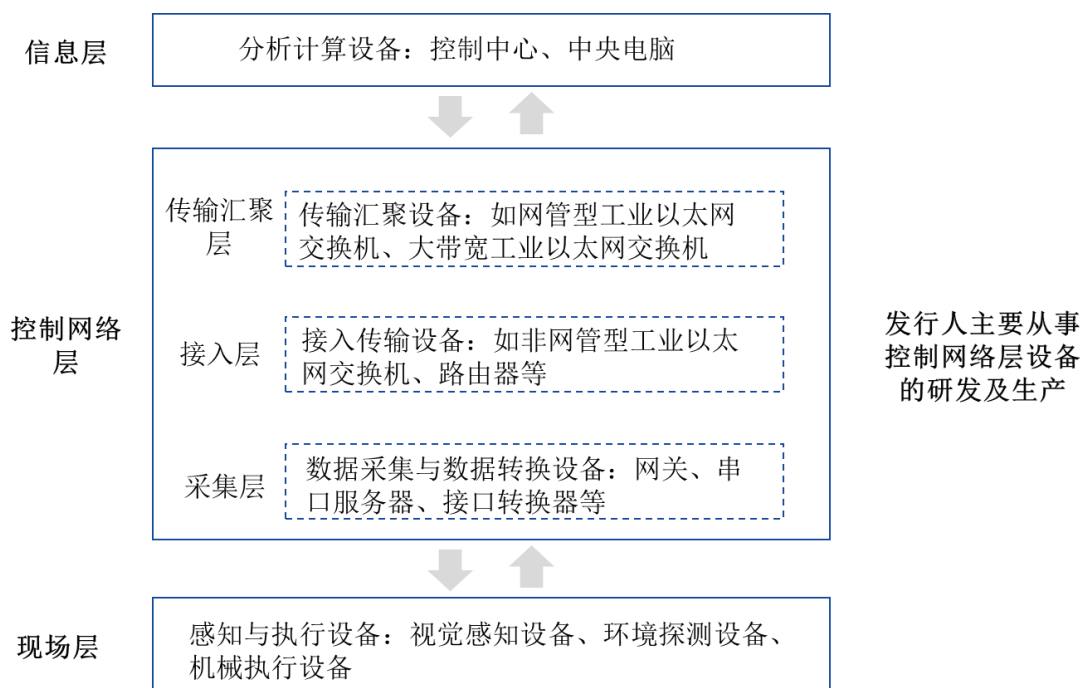 信息层
分析计算设备：控制中心、中央电脑
传输汇聚
层
传输汇聚设备：如网管型工业以太网
交换机、大带宽工业以太网交换机
控制网络
层
接入层
接入传输设备：如非网管型工业以太
网交换机、路由器等
发行人主要从事
控制网络层设备
的研发及生产
采集层
数据采集与数据转换设备：网关、串
口服务器、接口转换器等
现场层
感知与执行设备：视觉感知设备、环境探测设备、
机械执行设备